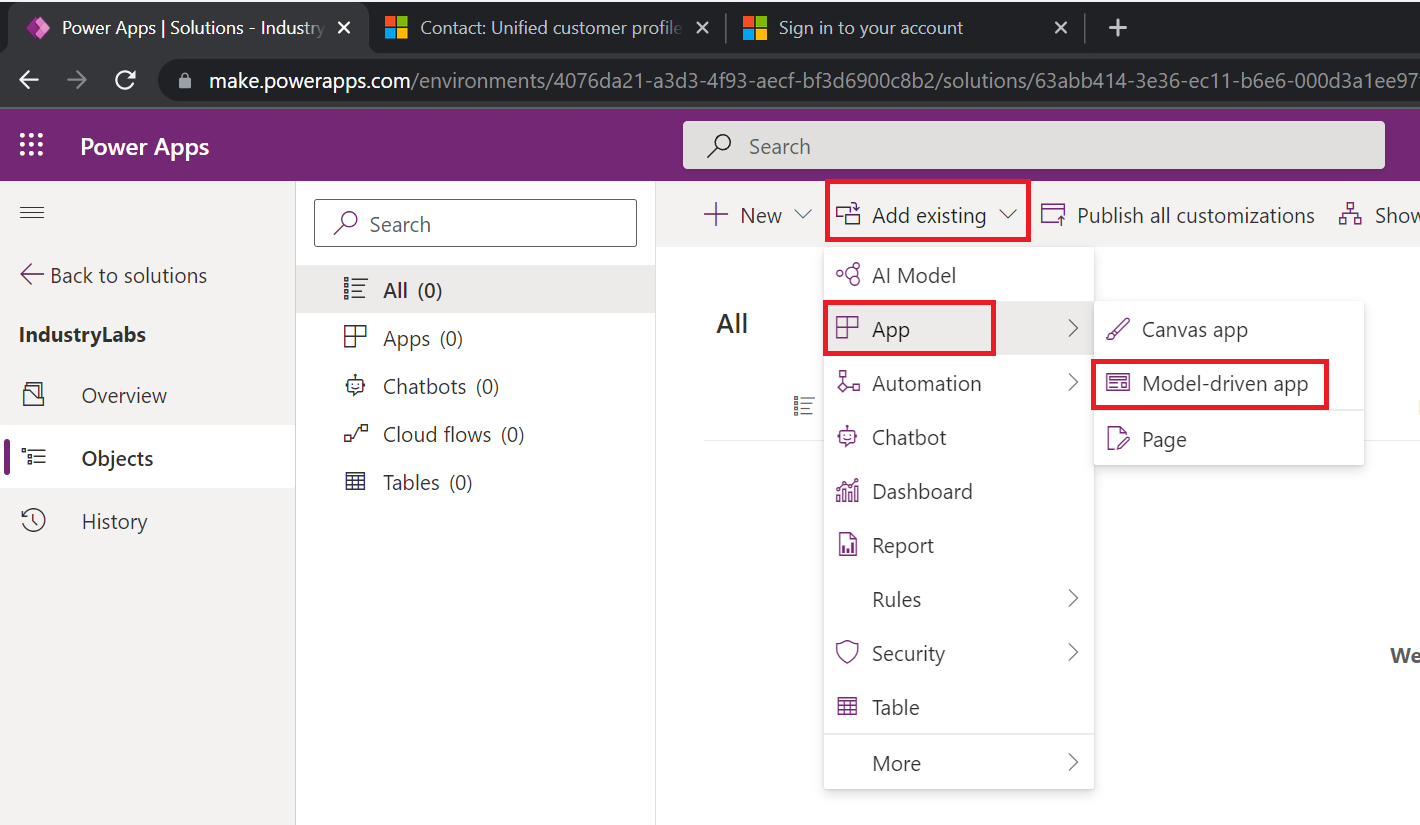 Power Apps | Solutions - Industry
Contact: Unified customer profile
Sign in to your account
make.powerapps.com/environments/4076da21-a3d3-4f93-aecf-bf3d6900c8b2/solutions/63abb414-3e36-ec11-b6e6-000d3a1ee97
Power Apps
Search
Search
New
Add existing
Publish all customizations
Show
Back to solutions
IndustryLabs
Overview
Objects
History
All (0)
Apps (0)
Chatbots (0)
Cloud flows (0)
Tables (0)
All
AI Model
App
Automation
Chatbot
Dashboard
Report
Rules
Security
Table
More
Canvas app
Model-driven app
Page
We